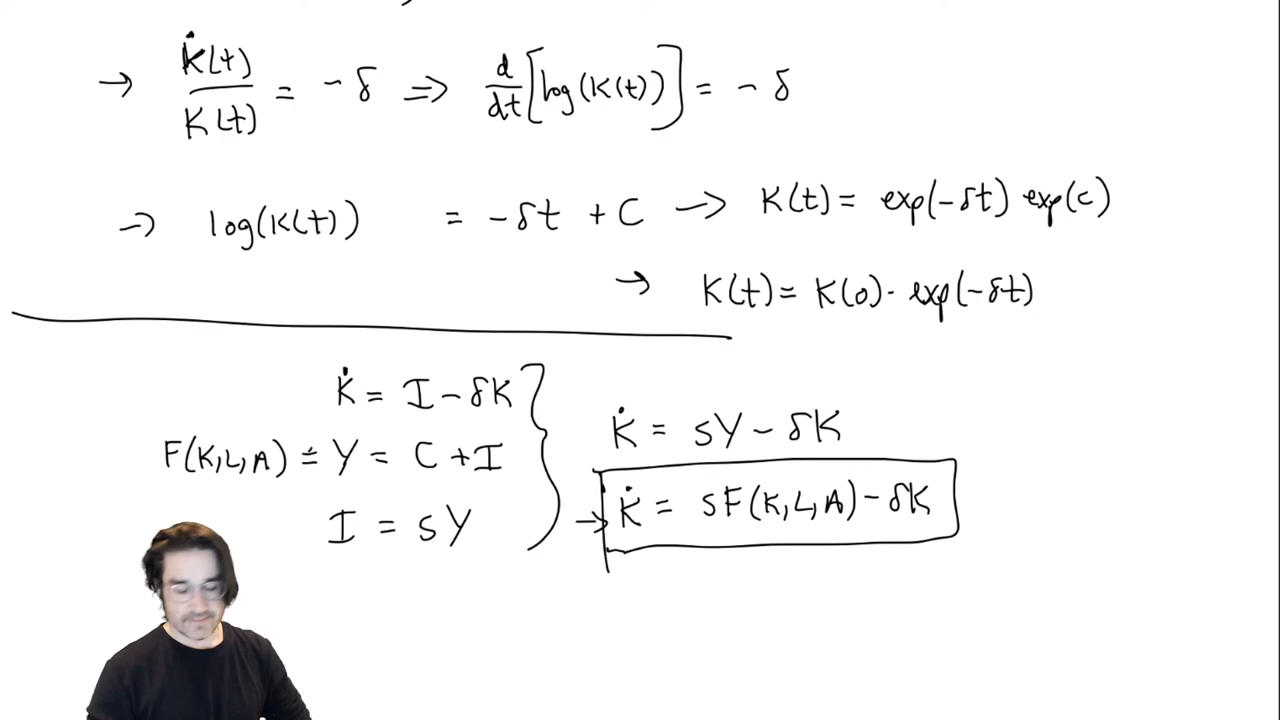 → K̇(t)/K(t) = -δ ⇒ d/dt[log(K(t))] = -δ
→ log(K(t)) = -δt + C → K(t) = exp(-δt) exp(c)
→ K(t) = K(0)· exp(-δt)
K̇ = I - δK
F(K,L,A) = Y = C + I
I = sY
K̇ = sY - δK
→ K̇ = sF(K,L,A) - δK